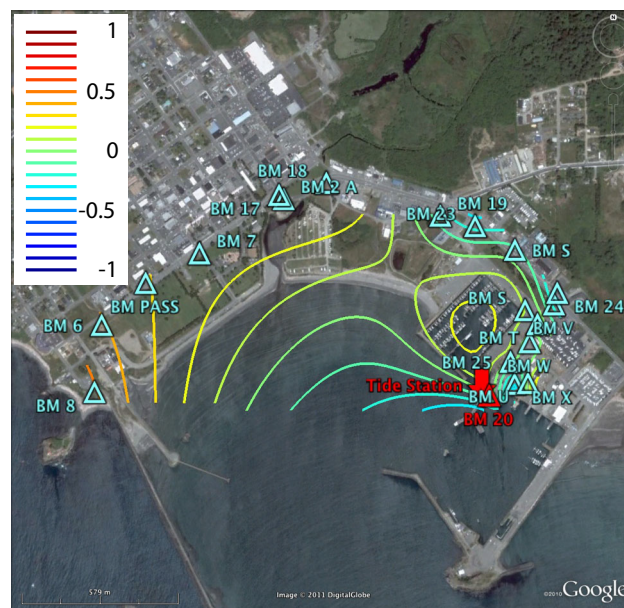 1
0.5
0
-0.5
-1
BM 18
BM 2 A
BM 17
BM 19
BM 23
BM 7
BM S
BM PASS
BM 24
BM S
BM 6
BM V
BM T
BM 25
BM W
Tide Station
BM 8
BM U
BM X
BM 20
579 m
Image © 2011 DigitalGlobe
©2010 Google